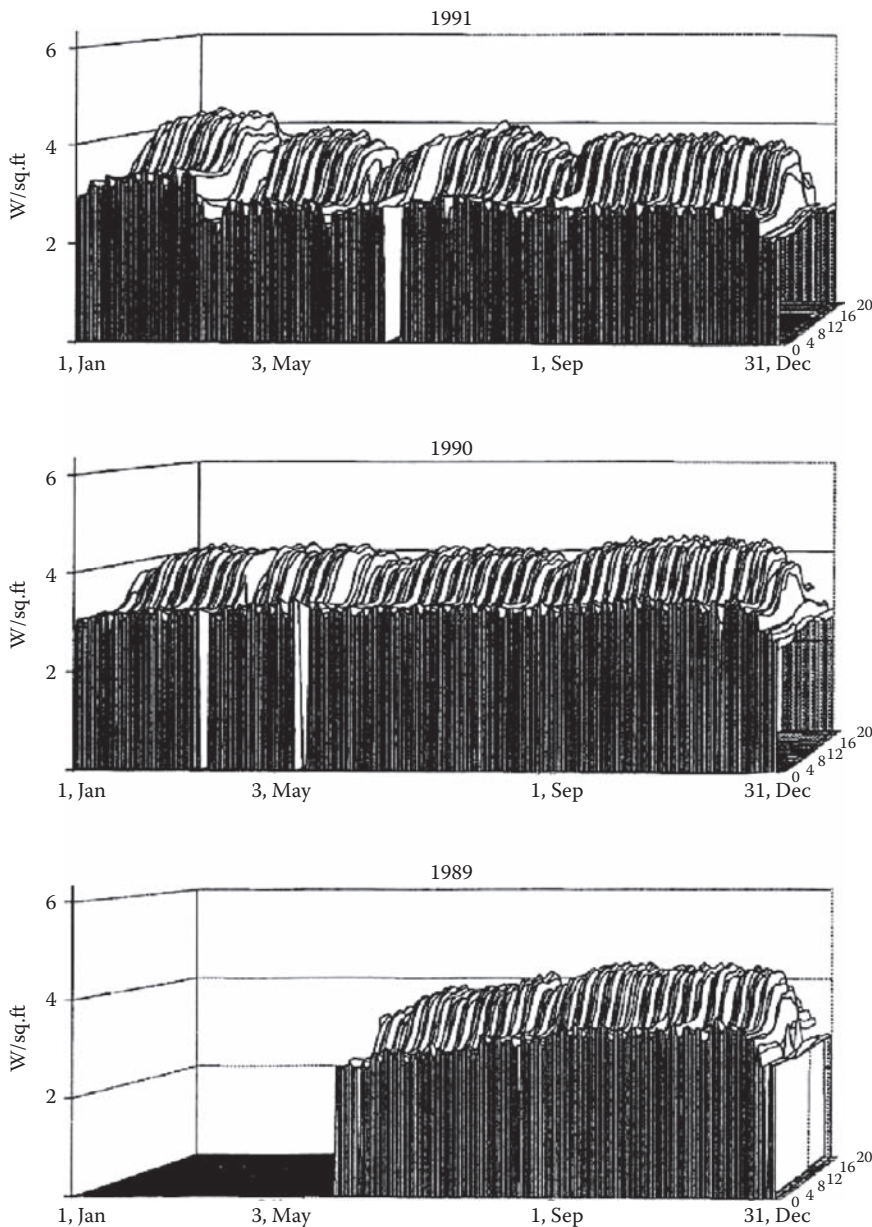 1991
6
4
2
W/sq.ft
1, Jan
3, May
1, Sep
31, Dec
0 4 8 12 16 20
1990
6
4
2
W/sq.ft
1, Jan
3, May
1, Sep
31, Dec
0 4 8 12 16 20
1989
6
4
2
W/sq.ft
1, Jan
3, May
1, Sep
31, Dec
0 4 8 12 16 20